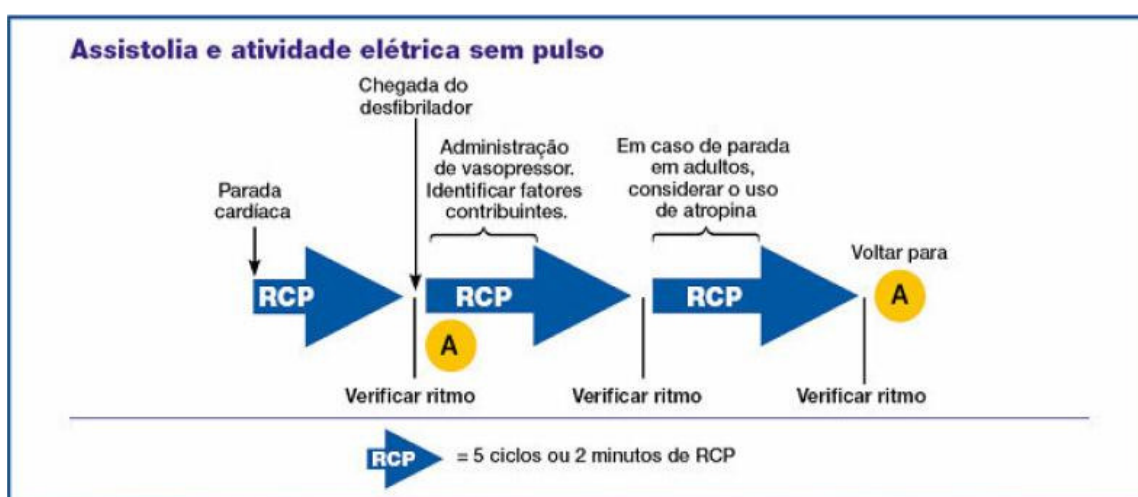 Assistolia e atividade elétrica sem pulso
Chegada do
desfibrilador
Administração
de vasopressor.
Identificar fatores
contribuintes.
Em caso de parada
em adultos,
considerar o uso
de atropina
Parada
cardíaca
Voltar para
A
RCP
RCP
RCP
A
Verificar ritmo
Verificar ritmo
Verificar ritmo
RCP = 5 ciclos ou 2 minutos de RCP